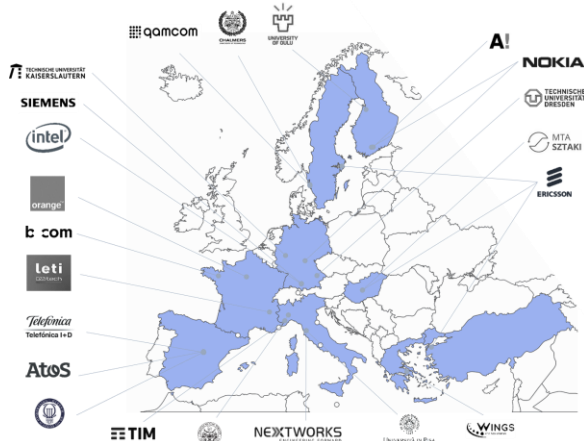 qamcom
CHALMERS
UNIVERSITY
OF OULU
A!
NOKIA
TECHNISCHE UNIVERSITÄT
KAISERSLAUTERN
SIEMENS
intel
orange
b com
leti
Telefónica
Telefónica I+D
Atos
TECHNISCHE
UNIVERSITÄT
DRESDEN
MTA
SZTAKI
ERICSSON
TIM
NEXTWORKS
WINGS